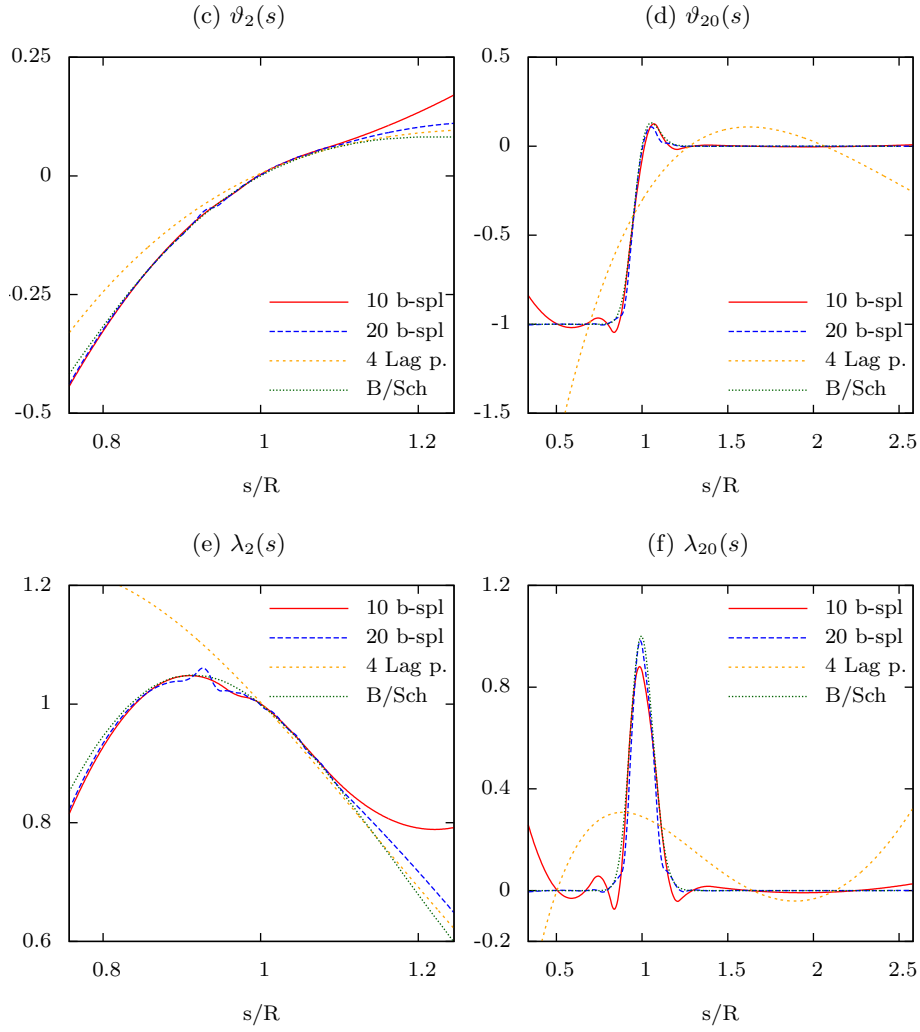 (c) ϑ₂(s)
0.25
0
-0.25
-0.5
0.8
1
1.2
s/R
10 b-spl
20 b-spl
4 Lag p.
B/Sch
(d) ϑ₂₀(s)
0.5
0
-0.5
-1
-1.5
0.5
1
1.5
2
2.5
s/R
10 b-spl
20 b-spl
4 Lag p.
B/Sch
(e) λ₂(s)
1.2
1
0.8
0.6
0.8
1
1.2
s/R
10 b-spl
20 b-spl
4 Lag p.
B/Sch
(f) λ₂₀(s)
1.2
0.8
0.4
0
-0.2
0.5
1
1.5
2
2.5
s/R
10 b-spl
20 b-spl
4 Lag p.
B/Sch